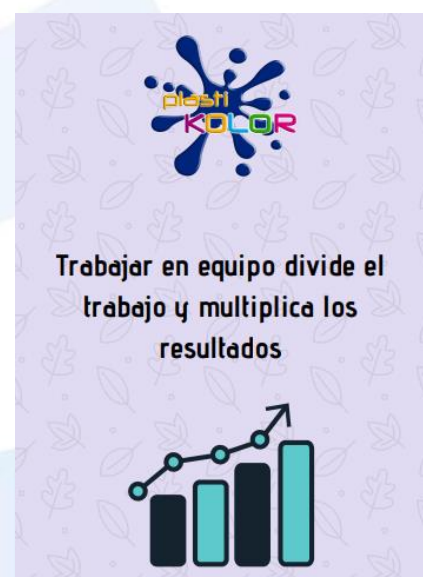 plasti
KOLOR
Trabajar en equipo divide el
trabajo y multiplica los
resultados